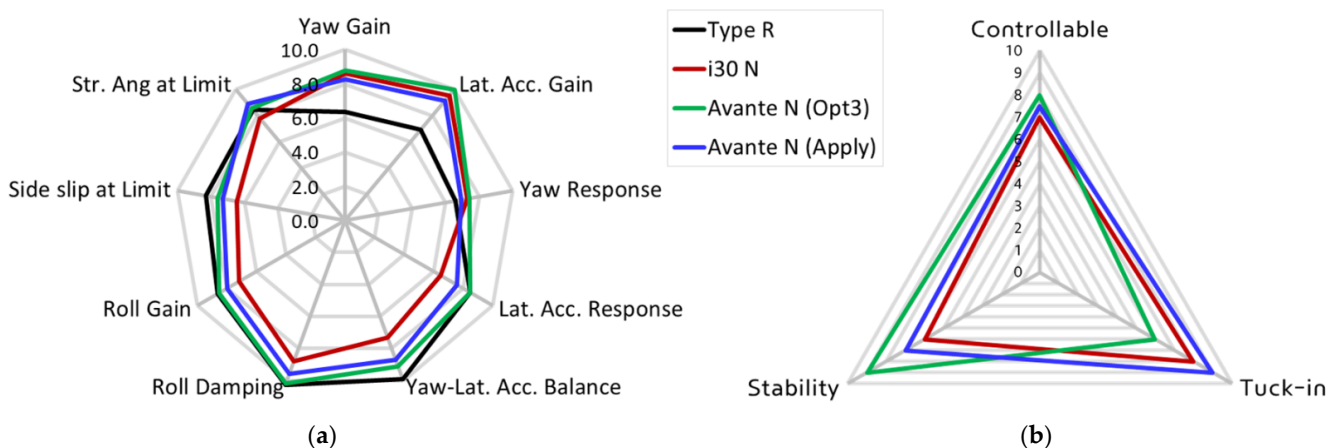 Yaw Gain
10.0
8.0
6.0
4.0
2.0
0.0
Lat. Acc. Gain
Yaw Response
Lat. Acc. Response
Yaw-Lat. Acc. Balance
Roll Damping
Roll Gain
Side slip at Limit
Str. Ang at Limit
(a)
Type R
i30 N
Avante N (Opt3)
Avante N (Apply)
Controllable
10
9
8
7
6
5
4
3
2
1
0
Stability
Tuck-in
(b)